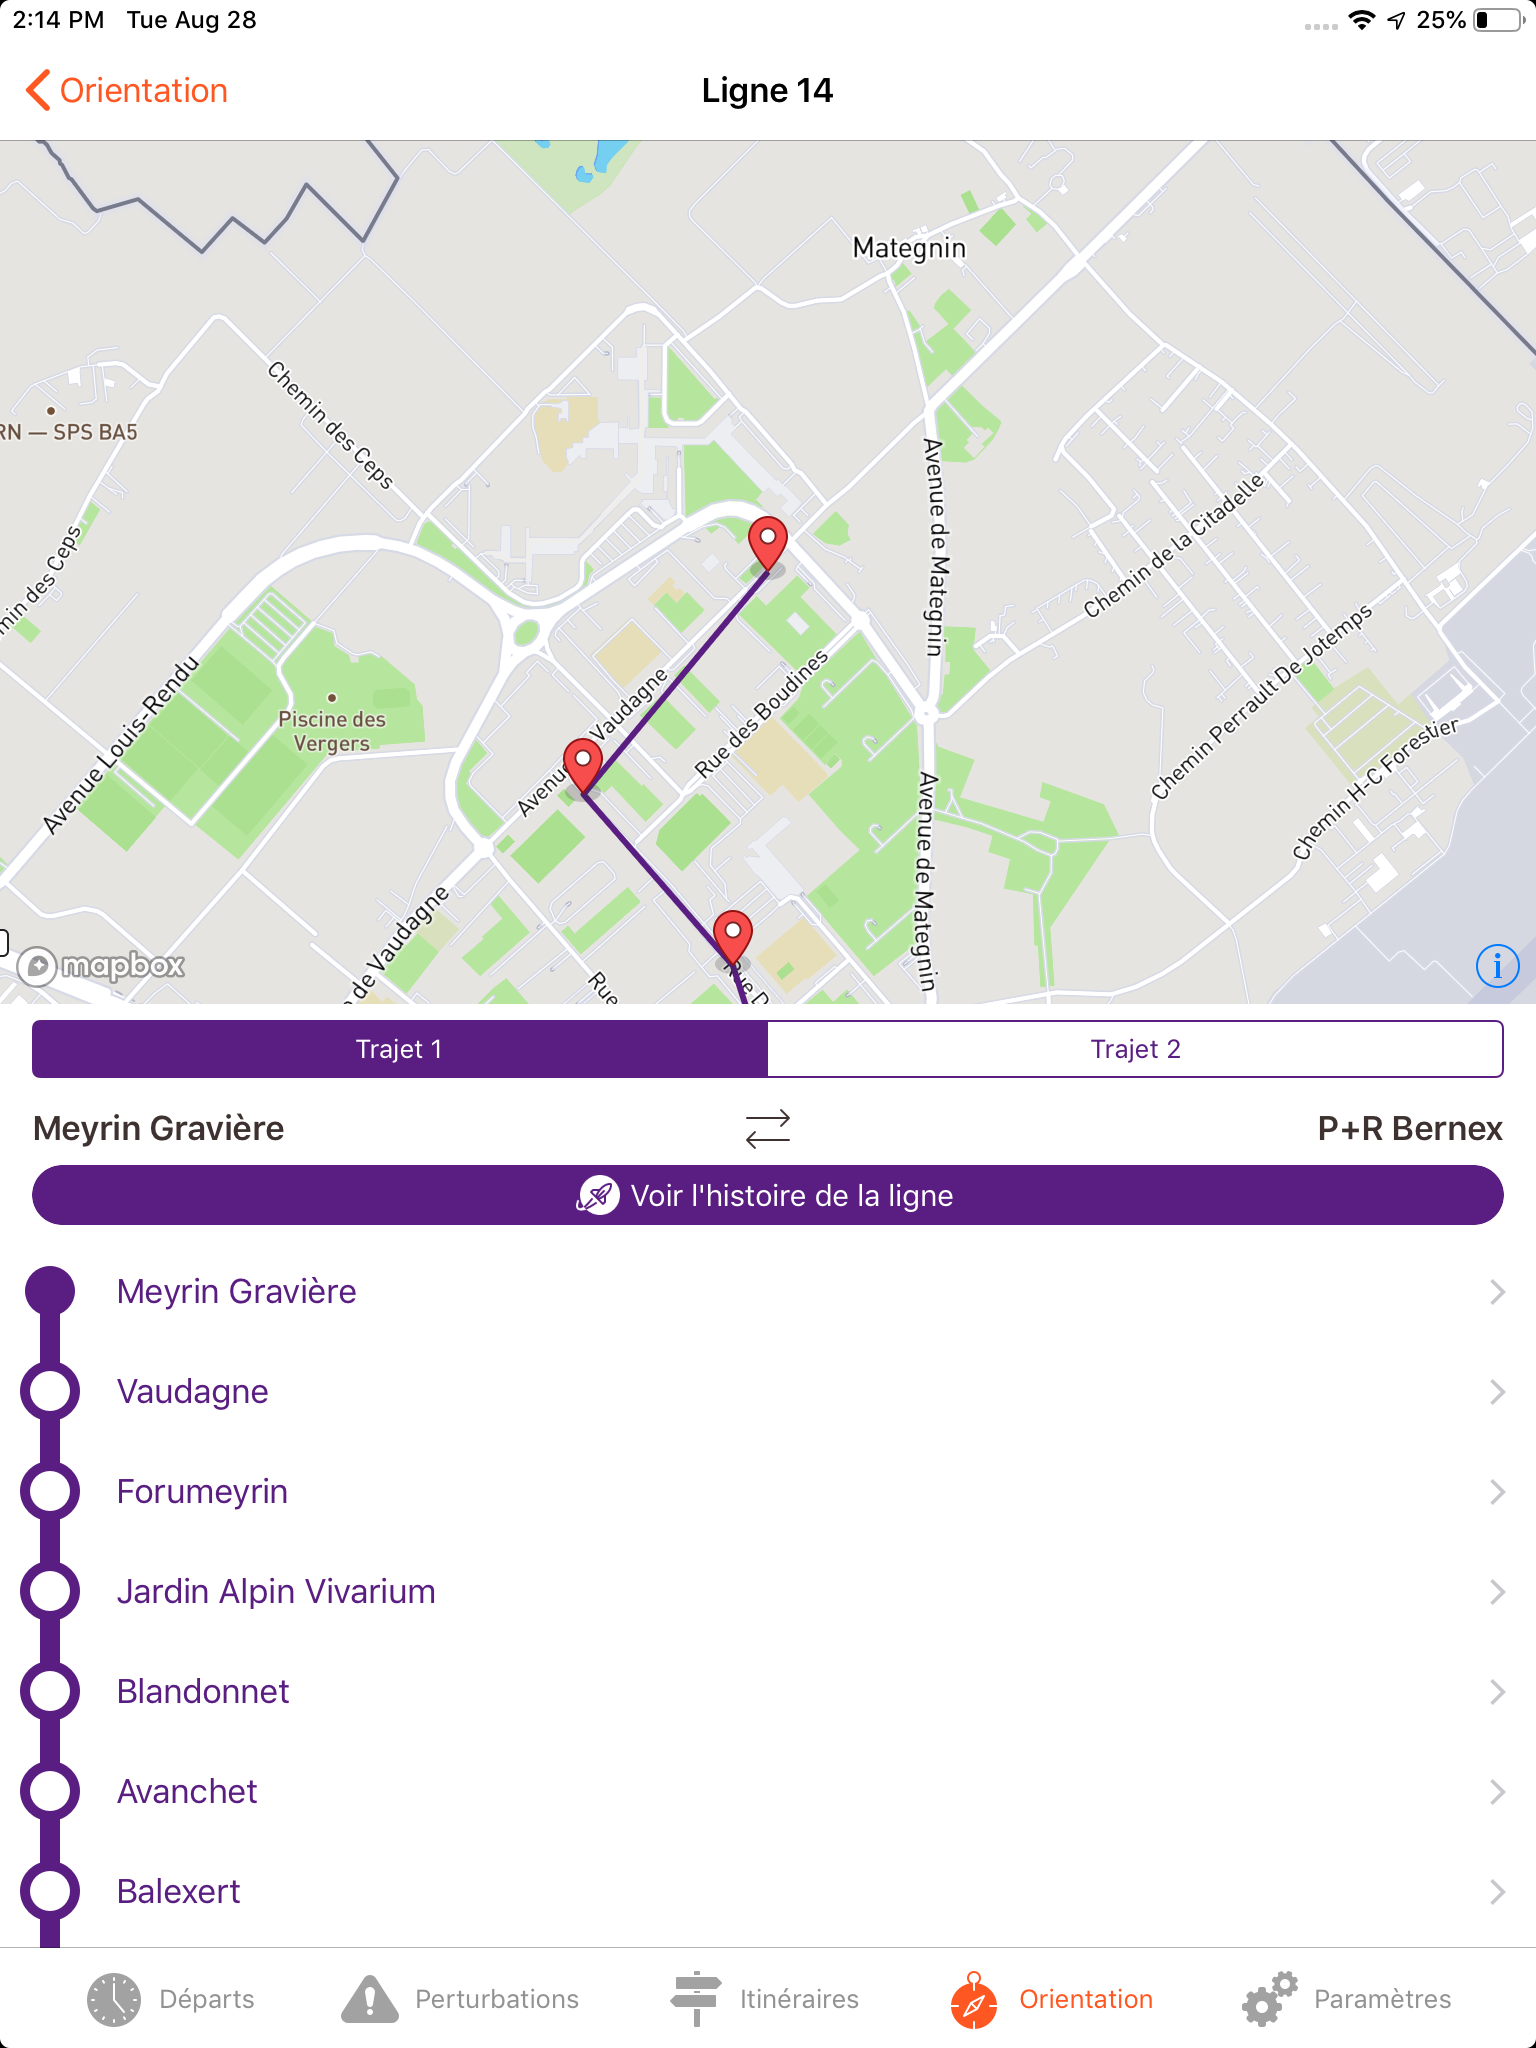 2:14 PM Tue Aug 28
25%
Orientation
Ligne 14
Mategnin
Chemin des Ceps
RN — SPS BA5
min des Ceps
Avenue de Mategnin
Chemin de la Citadelle
Avenue Louis-Rendu
Piscine des
Vergers
Avenue Vaudagne
Rue des Boudines
Chemin Perrault De Jotemps
Chemin H-C Forestier
Avenue de Mategnin
de Vaudagne
Rue
Rue D
mapbox
Trajet 1
Trajet 2
Meyrin Gravière
P+R Bernex
Voir l'histoire de la ligne
Meyrin Gravière
Vaudagne
Forumeyrin
Jardin Alpin Vivarium
Blandonnet
Avanchet
Balexert
Départs
Perturbations
Itinéraires
Orientation
Paramètres